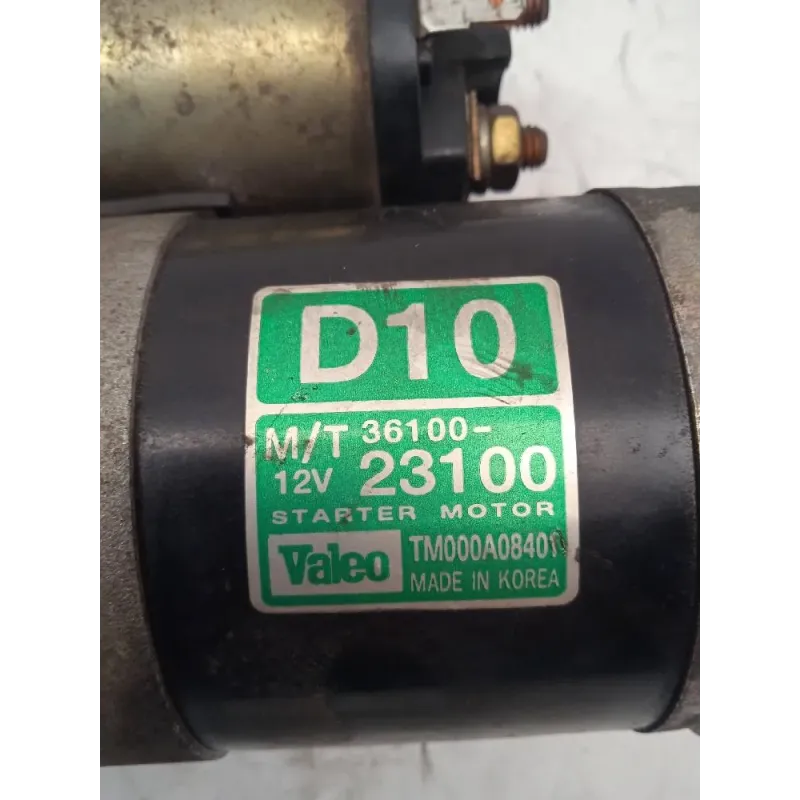 D10
M/T 36100-
12V 23100
STARTER MOTOR
Valeo TM000A08401
MADE IN KOREA